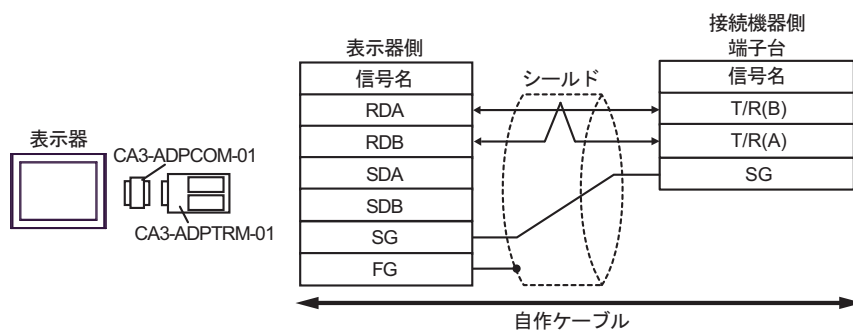 表示器
CA3-ADPCOM-01
CA3-ADPTRM-01
表示器側
信号名
RDA
RDB
SDA
SDB
SG
FG
シールド
接続機器側
端子台
信号名
T/R(B)
T/R(A)
SG
自作ケーブル